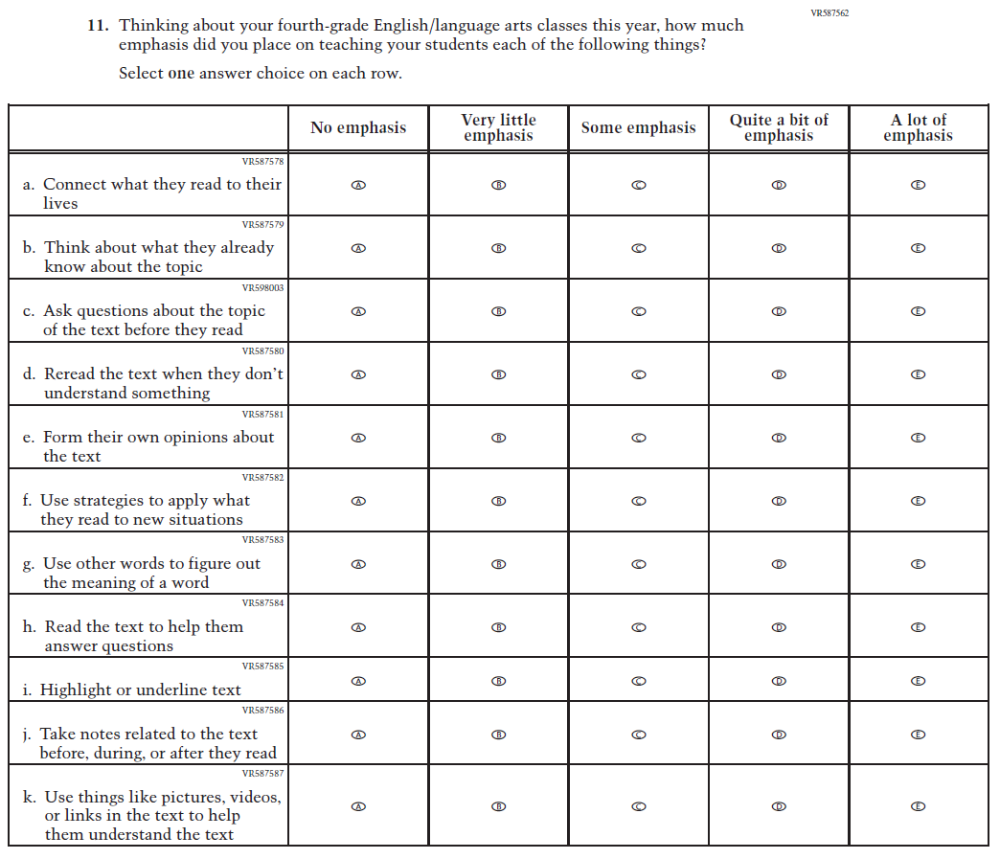 VR587562
11. Thinking about your fourth-grade English/language arts classes this year, how much
emphasis did you place on teaching your students each of the following things?
Select one answer choice on each row.
No emphasis
Very little
emphasis
Some emphasis
Quite a bit of
emphasis
A lot of
emphasis
VR587578
a. Connect what they read to their
lives
A B C D E
VR587579
b. Think about what they already
know about the topic
A B C D E
VR598003
c. Ask questions about the topic
of the text before they read
A B C D E
VR587580
d. Reread the text when they don’t
understand something
A B C D E
VR587581
e. Form their own opinions about
the text
A B C D E
VR587582
f. Use strategies to apply what
they read to new situations
A B C D E
VR587583
g. Use other words to figure out
the meaning of a word
A B C D E
VR587584
h. Read the text to help them
answer questions
A B C D E
VR587585
i. Highlight or underline text
A B C D E
VR587586
j. Take notes related to the text
before, during, or after they read
A B C D E
VR587587
k. Use things like pictures, videos,
or links in the text to help
them understand the text
A B C D E